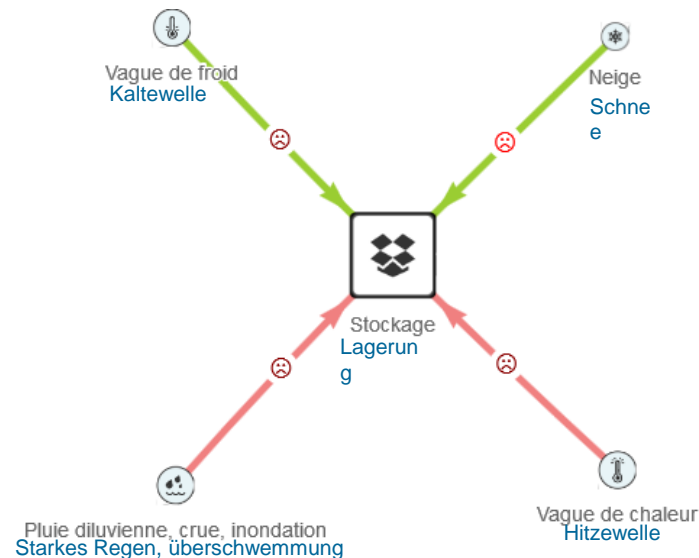 Vague de froid
Kaltewelle
Neige
Schne
e
Stockage
Lagerun
g
Pluie diluvienne, crue, inondation
Starkes Regen, überschwemmung
Vague de chaleur
Hitzewelle